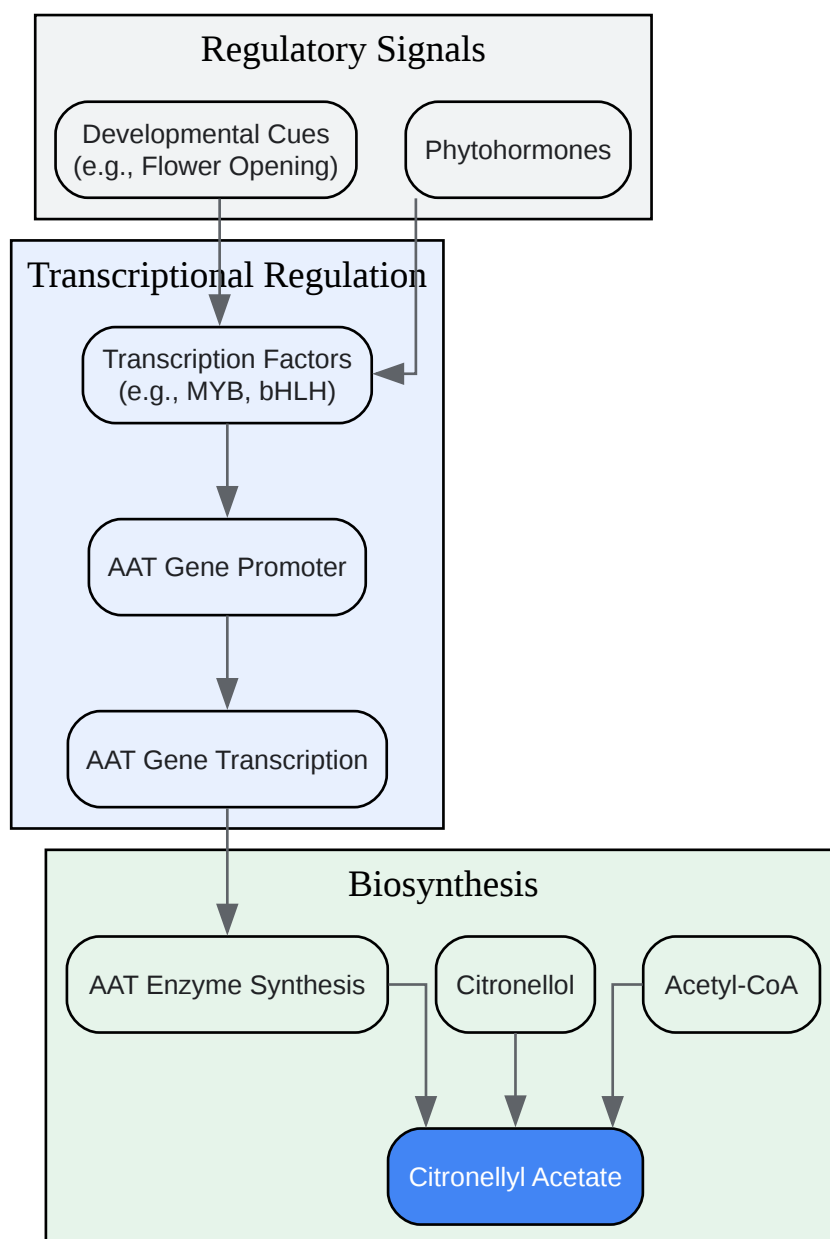 Regulatory Signals
Developmental Cues
(e.g., Flower Opening)
Phytohormones
Transcriptional Regulation
Transcription Factors
(e.g., MYB, bHLH)
AAT Gene Promoter
AAT Gene Transcription
Biosynthesis
AAT Enzyme Synthesis
Citronellol
Acetyl-CoA
Citronellyl Acetate